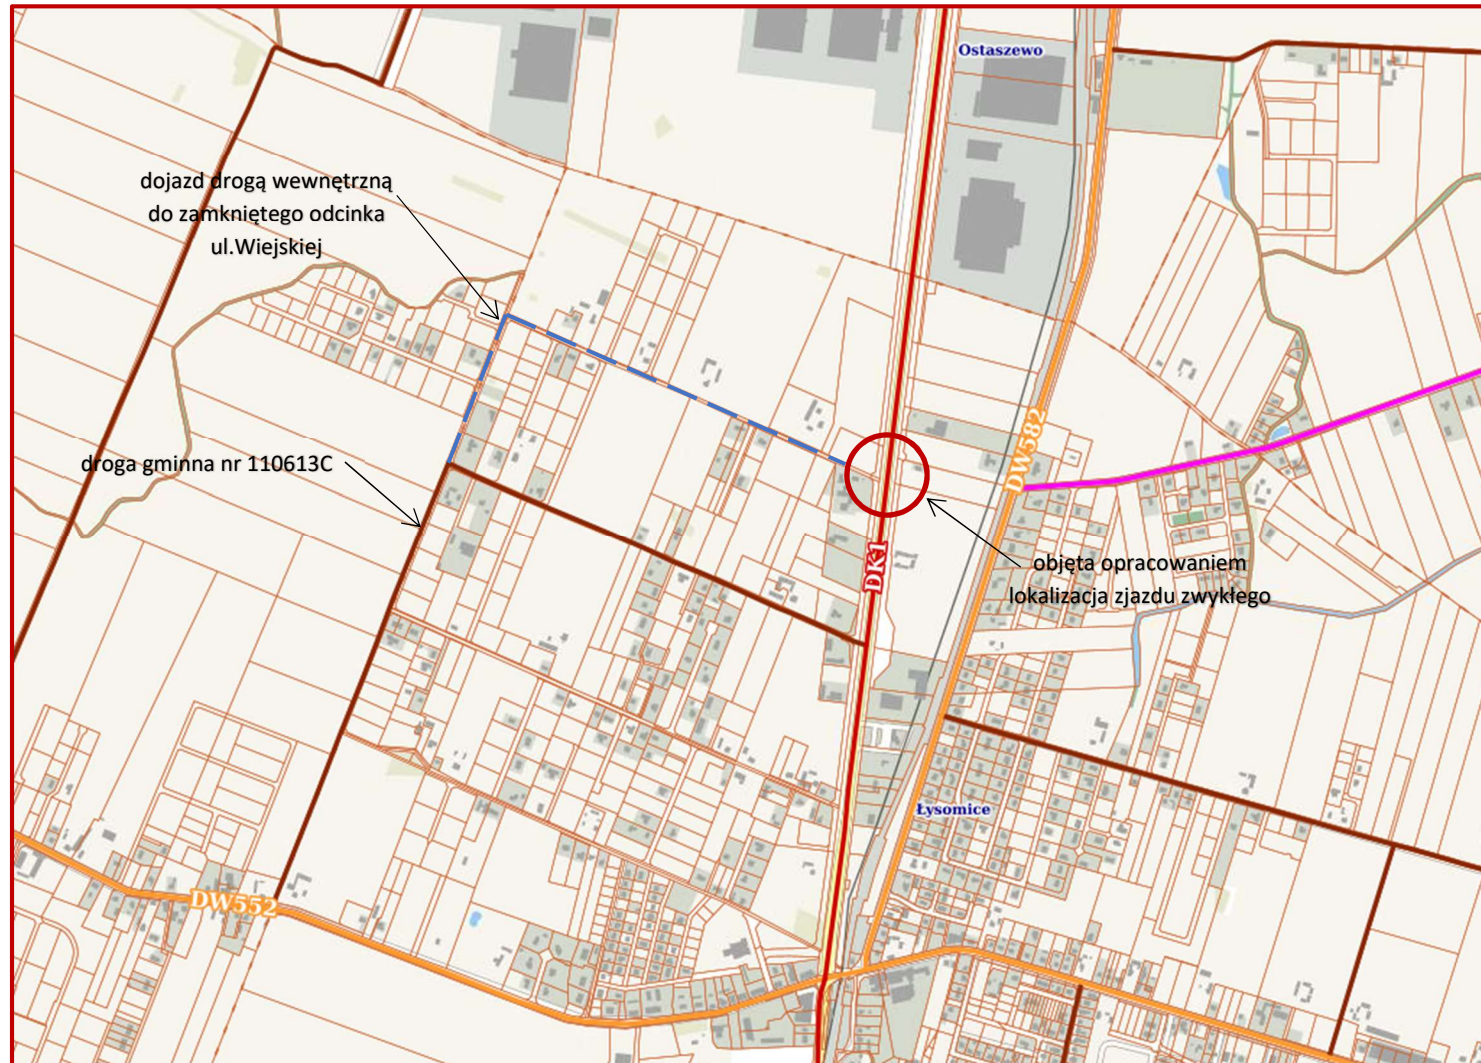 Ostaszewo
dojazd drogą wewnętrzną
do zamkniętego odcinka
ul.Wiejskiej
DW582
droga gminna nr 110613C
DK1
objęta opracowaniem
lokalizacja zjazdu zwykłego
Łysomice
DW552